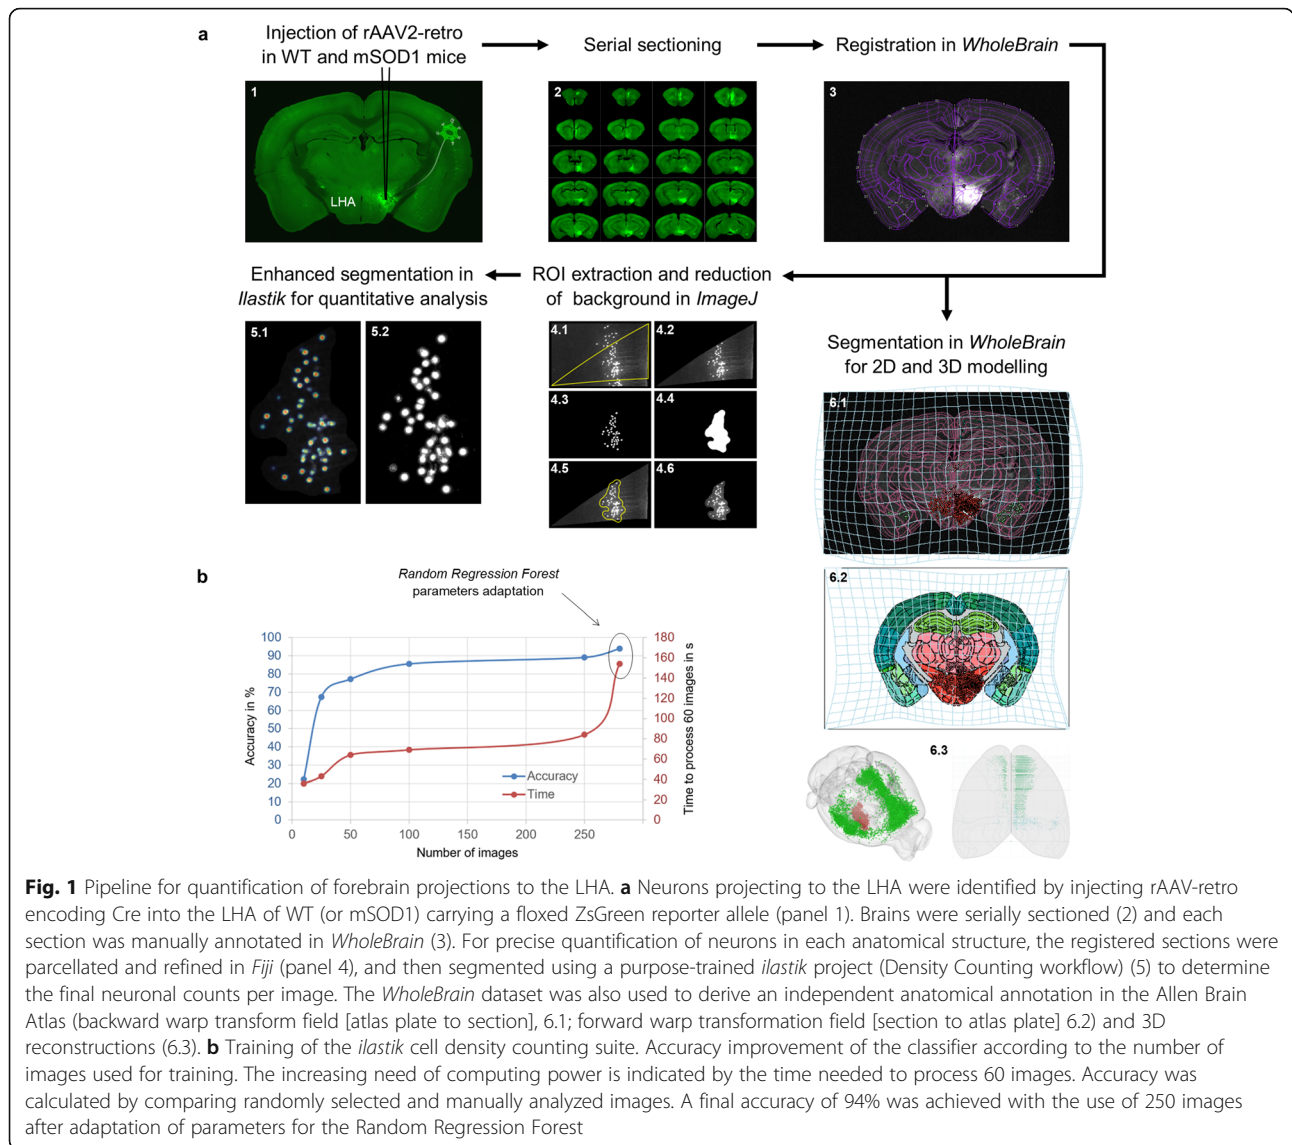 a
Injection of rAAV2-retro
in WT and mSOD1 mice
Serial sectioning
Registration in WholeBrain
1
LHA
2
3
Enhanced segmentation in
Ilastik for quantitative analysis
ROI extraction and reduction
of background in ImageJ
5.1
5.2
4.1
4.2
4.3
4.4
4.5
4.6
Segmentation in WholeBrain
for 2D and 3D modelling
6.1
6.2
6.3
b
Random Regression Forest
parameters adaptation
Accuracy in %
100
90
80
70
60
50
40
30
20
10
0
180
160
140
120
100
80
60
40
20
0
Time to process 60 images in s
Accuracy
Time
0
50
100
150
200
250
Number of images
Fig. 1 Pipeline for quantification of forebrain projections to the LHA. a Neurons projecting to the LHA were identified by injecting rAAV-retro
encoding Cre into the LHA of WT (or mSOD1) carrying a floxed ZsGreen reporter allele (panel 1). Brains were serially sectioned (2) and each
section was manually annotated in WholeBrain (3). For precise quantification of neurons in each anatomical structure, the registered sections were
parcellated and refined in Fiji (panel 4), and then segmented using a purpose-trained ilastik project (Density Counting workflow) (5) to determine
the final neuronal counts per image. The WholeBrain dataset was also used to derive an independent anatomical annotation in the Allen Brain
Atlas (backward warp transform field [atlas plate to section], 6.1; forward warp transformation field [section to atlas plate] 6.2) and 3D
reconstructions (6.3). b Training of the ilastik cell density counting suite. Accuracy improvement of the classifier according to the number of
images used for training. The increasing need of computing power is indicated by the time needed to process 60 images. Accuracy was
calculated by comparing randomly selected and manually analyzed images. A final accuracy of 94% was achieved with the use of 250 images
after adaptation of parameters for the Random Regression Forest